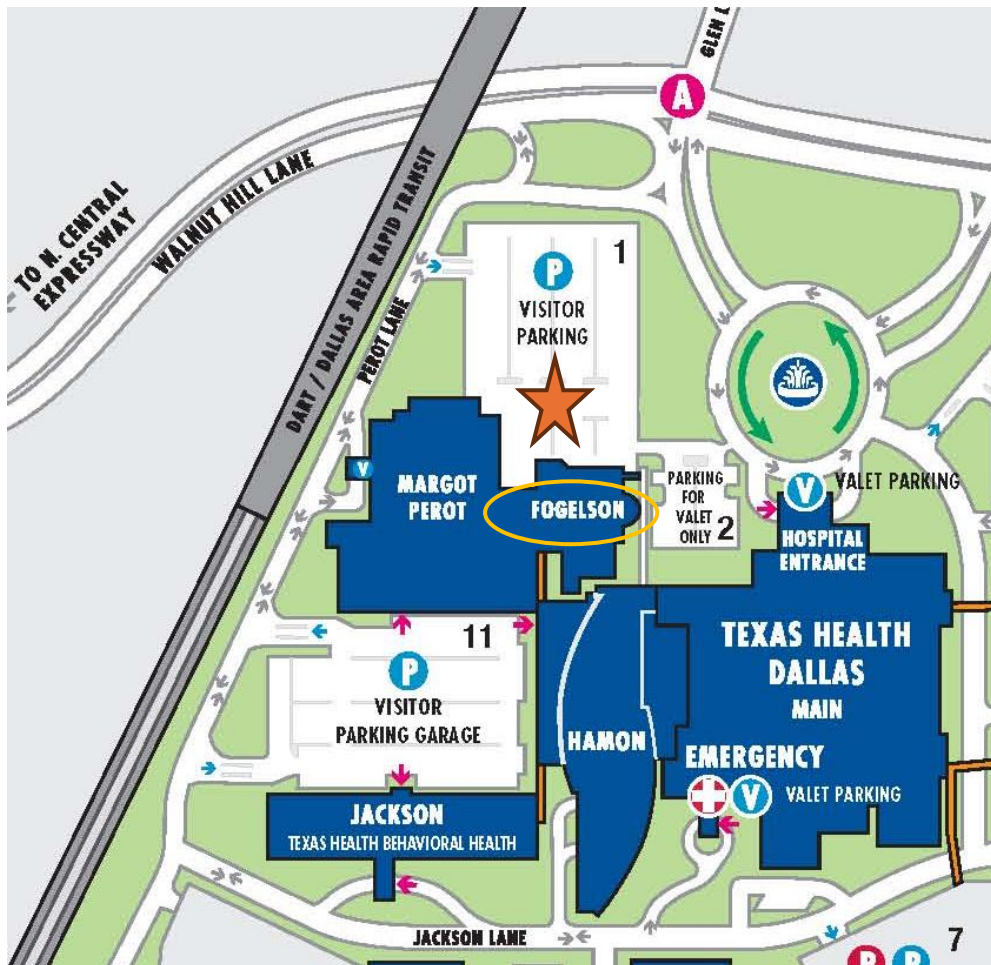 GLEN L
A
TO N. CENTRAL
EXPRESSWAY
WALNUT HILL LANE
DART / DALLAS AREA RAPID TRANSIT
PEROT LANE
1
P
VISITOR
PARKING
V
MARGOT
PEROT
FOGELSON
PARKING
FOR
VALET
ONLY 2
V VALET PARKING
HOSPITAL
ENTRANCE
11
P
VISITOR
PARKING GARAGE
TEXAS HEALTH
DALLAS
MAIN
HAMON
EMERGENCY
V VALET PARKING
JACKSON
TEXAS HEALTH BEHAVIORAL HEALTH
JACKSON LANE
7
P P